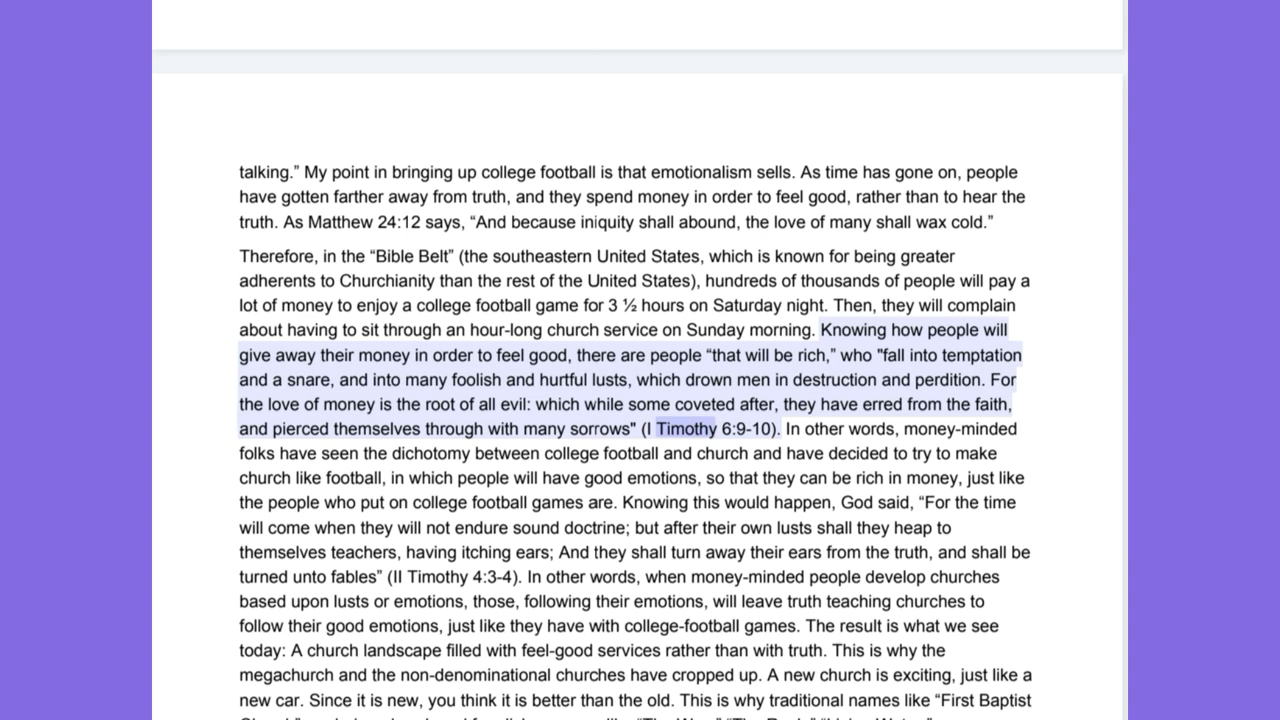 talking.” My point in bringing up college football is that emotionalism sells. As time has gone on, people
have gotten farther away from truth, and they spend money in order to feel good, rather than to hear the
truth. As Matthew 24:12 says, “And because iniquity shall abound, the love of many shall wax cold.”
Therefore, in the “Bible Belt” (the southeastern United States, which is known for being greater
adherents to Churchianity than the rest of the United States), hundreds of thousands of people will pay a
lot of money to enjoy a college football game for 3 ½ hours on Saturday night. Then, they will complain
about having to sit through an hour-long church service on Sunday morning. Knowing how people will
give away their money in order to feel good, there are people “that will be rich,” who "fall into temptation
and a snare, and into many foolish and hurtful lusts, which drown men in destruction and perdition. For
the love of money is the root of all evil: which while some coveted after, they have erred from the faith,
and pierced themselves through with many sorrows" (I Timothy 6:9-10). In other words, money-minded
folks have seen the dichotomy between college football and church and have decided to try to make
church like football, in which people will have good emotions, so that they can be rich in money, just like
the people who put on college football games are. Knowing this would happen, God said, “For the time
will come when they will not endure sound doctrine; but after their own lusts shall they heap to
themselves teachers, having itching ears; And they shall turn away their ears from the truth, and shall be
turned unto fables” (II Timothy 4:3-4). In other words, when money-minded people develop churches
based upon lusts or emotions, those, following their emotions, will leave truth teaching churches to
follow their good emotions, just like they have with college-football games. The result is what we see
today: A church landscape filled with feel-good services rather than with truth. This is why the
megachurch and the non-denominational churches have cropped up. A new church is exciting, just like a
new car. Since it is new, you think it is better than the old. This is why traditional names like “First Baptist